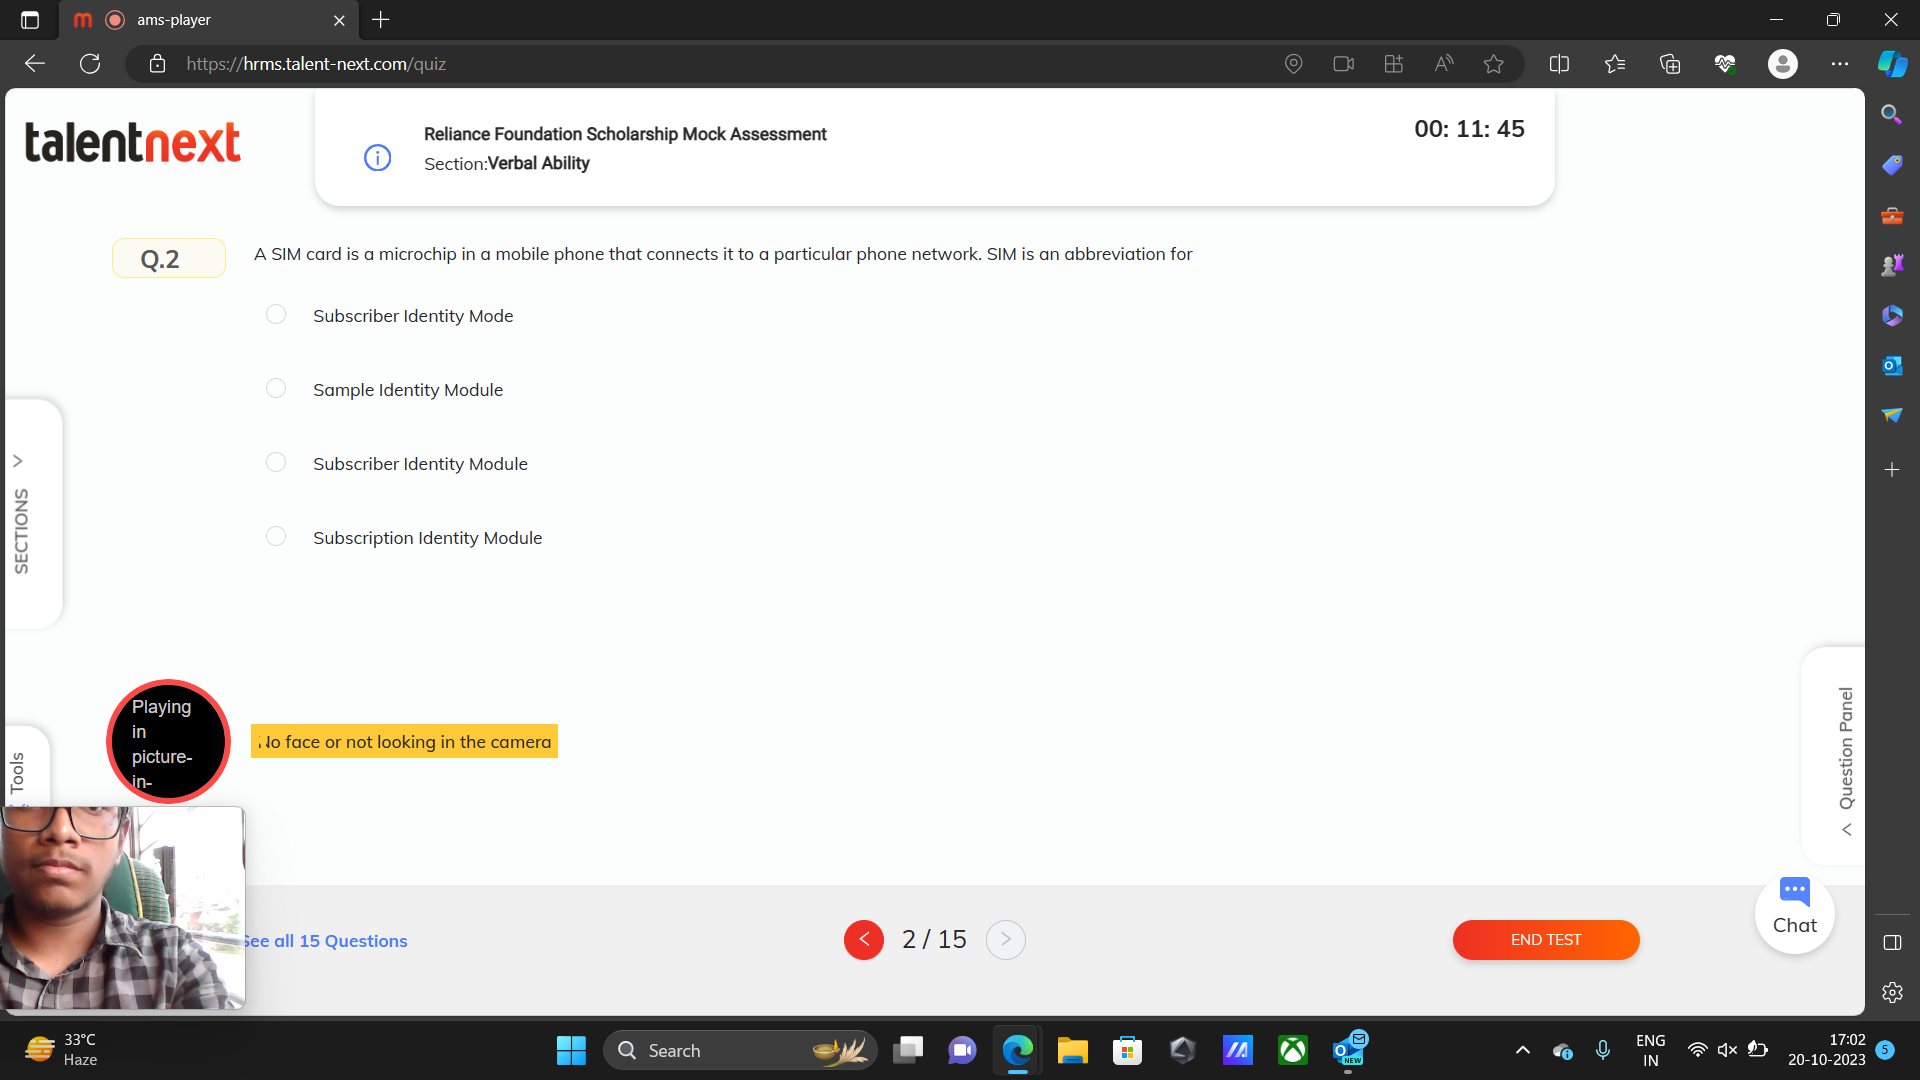 ams-player
https://hrms.talent-next.com/quiz
talentnext
Reliance Foundation Scholarship Mock Assessment
Section:Verbal Ability
00: 11: 45
Q.2
A SIM card is a microchip in a mobile phone that connects it to a particular phone network. SIM is an abbreviation for
Subscriber Identity Mode
Sample Identity Module
Subscriber Identity Module
Subscription Identity Module
SECTIONS
Tools
Question Panel
Playing
in
picture-
in-
No face or not looking in the camera
See all 15 Questions
2 / 15
END TEST
Chat
33°C
Haze
Search
NEW
ENG
IN
17:02
20-10-2023
5